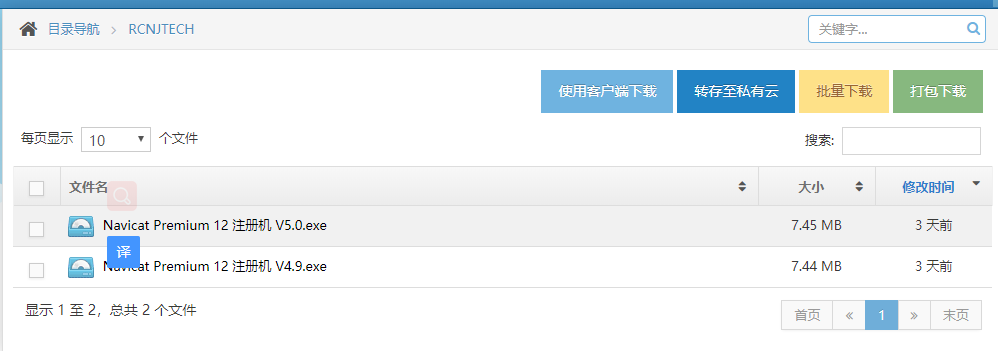 目录导航 > RCNJTECH 关键字...
使用客户端下载 转存至私有云 批量下载 打包下载
每页显示 10 个文件 搜索:
文件名 大小 修改时间
Navicat Premium 12 注册机 V5.0.exe 7.45 MB 3 天前
译
Navicat Premium 12 注册机 V4.9.exe 7.44 MB 3 天前
显示 1 至 2，总共 2 个文件 首页 « 1 » 末页